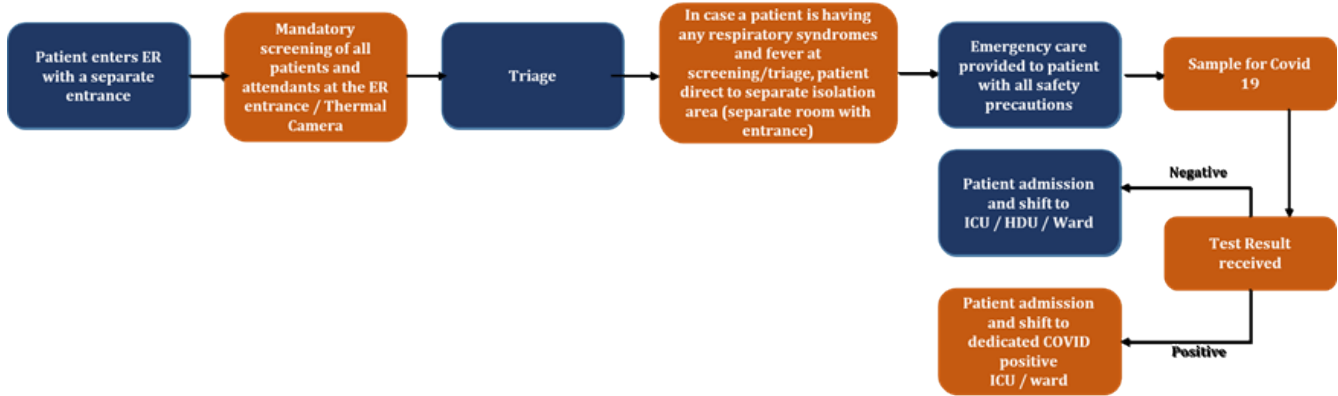 Patient enters ER
with a separate
entrance
Mandatory
screening of all
patients and
attendants at the ER
entrance / Thermal
Camera
Triage
In case a patient is having
any respiratory syndromes
and fever at
screening/triage, patient
direct to separate isolation
area (separate room with
entrance)
Emergency care
provided to patient
with all safety
precautions
Sample for Covid
19
Negative
Patient admission
and shift to
ICU / HDU / Ward
Test Result
received
Patient admission
and shift to
dedicated COVID
positive
ICU / ward
Positive